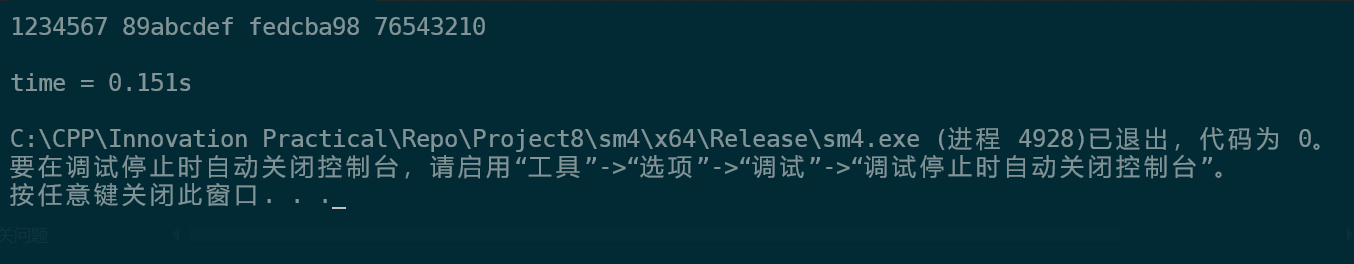 1234567 89abcdef fedcba98 76543210
time = 0.151s
C:\CPP\Innovation Practical\Repo\Project8\sm4\x64\Release\sm4.exe (进程 4928)已退出，代码为 0。
要在调试停止时自动关闭控制台，请启用“工具”->“选项”->“调试”->“调试停止时自动关闭控制台”。
按任意键关闭此窗口. . ._
关问题